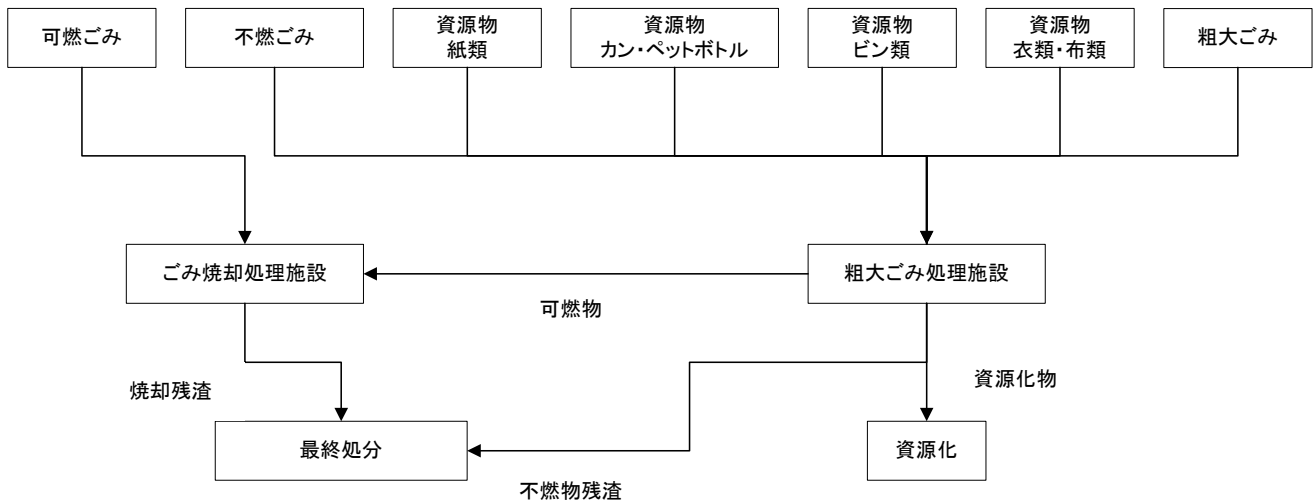 可燃ごみ
不燃ごみ
資源物
紙類
資源物
カン・ペットボトル
資源物
ビン類
資源物
衣類・布類
粗大ごみ
ごみ焼却処理施設
粗大ごみ処理施設
可燃物
焼却残渣
資源化物
最終処分
資源化
不燃物残渣